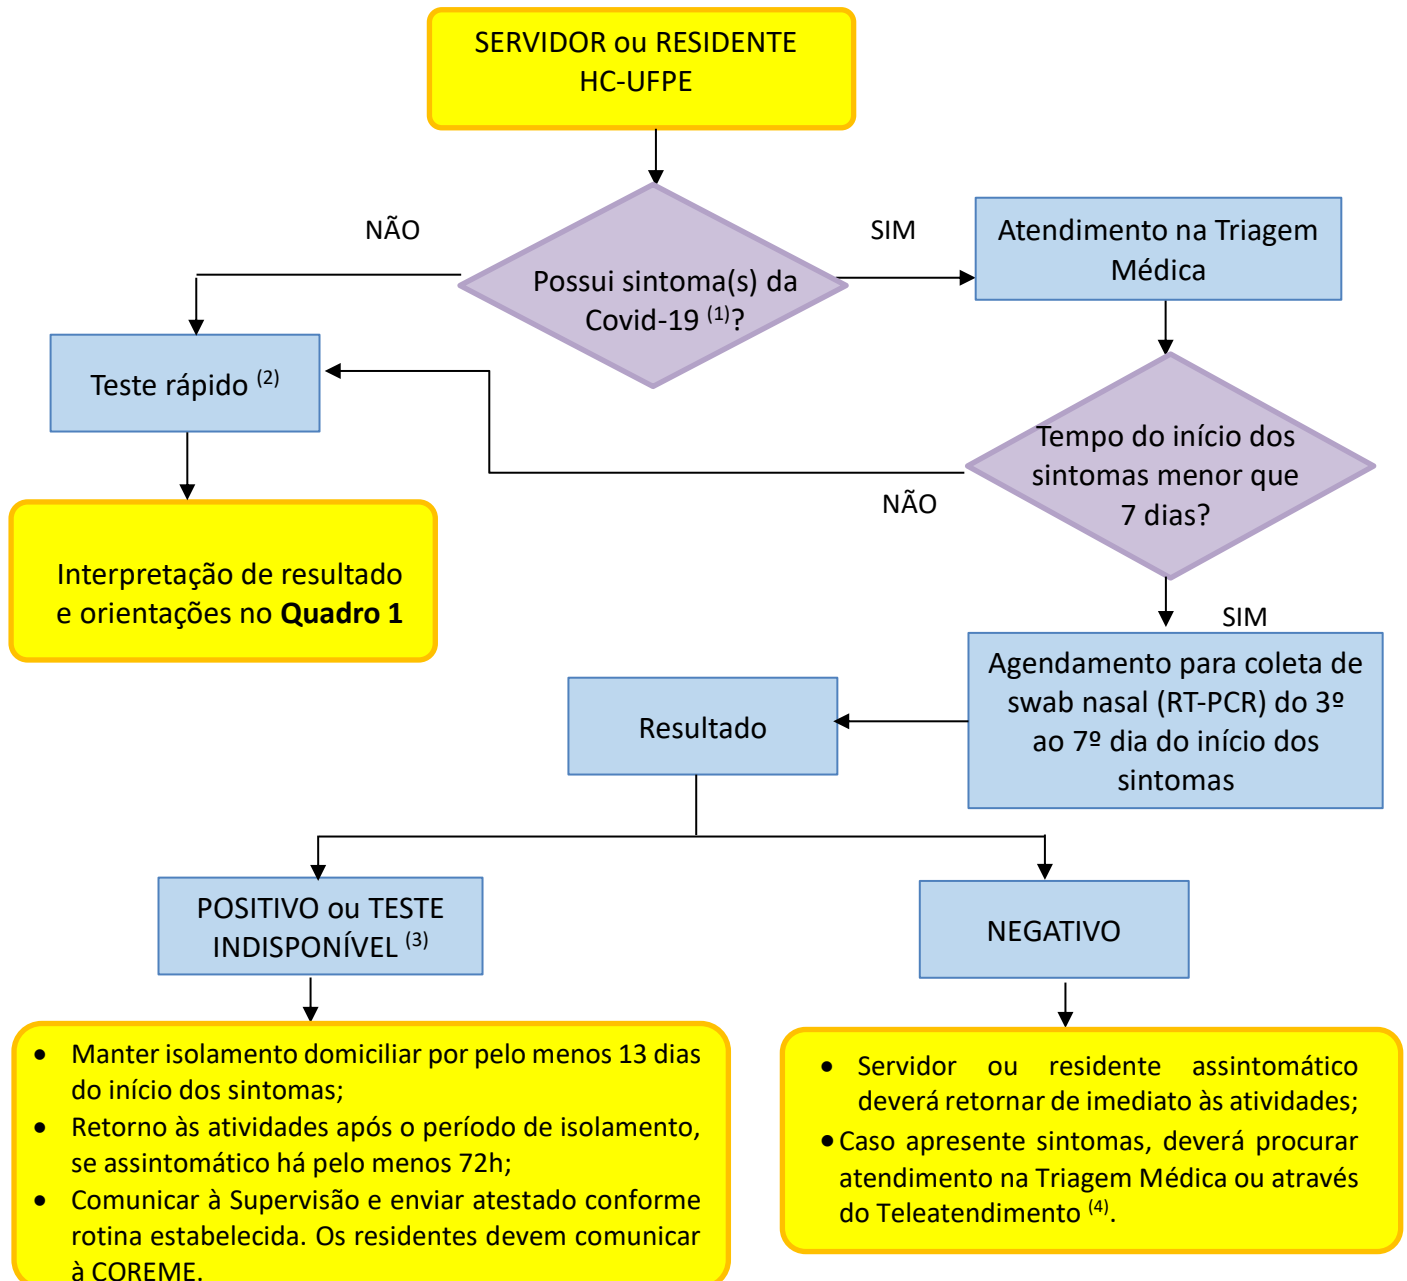 SERVIDOR ou RESIDENTE
HC-UFPE
NÃO
SIM
Possui sintoma(s) da
Covid-19 (1)?
Atendimento na Triagem
Médica
Teste rápido (2)
Tempo do início dos
sintomas menor que
7 dias?
NÃO
SIM
Interpretação de resultado
e orientações no Quadro 1
Agendamento para coleta de
swab nasal (RT-PCR) do 3º
ao 7º dia do início dos
sintomas
Resultado
POSITIVO ou TESTE
INDISPONÍVEL (3)
NEGATIVO
• Manter isolamento domiciliar por pelo menos 13 dias
do início dos sintomas;
• Retorno às atividades após o período de isolamento,
se assintomático há pelo menos 72h;
• Comunicar à Supervisão e enviar atestado conforme
rotina estabelecida. Os residentes devem comunicar
à COREME.
• Servidor ou residente assintomático
deverá retornar de imediato às atividades;
• Caso apresente sintomas, deverá procurar
atendimento na Triagem Médica ou através
do Teleatendimento (4).